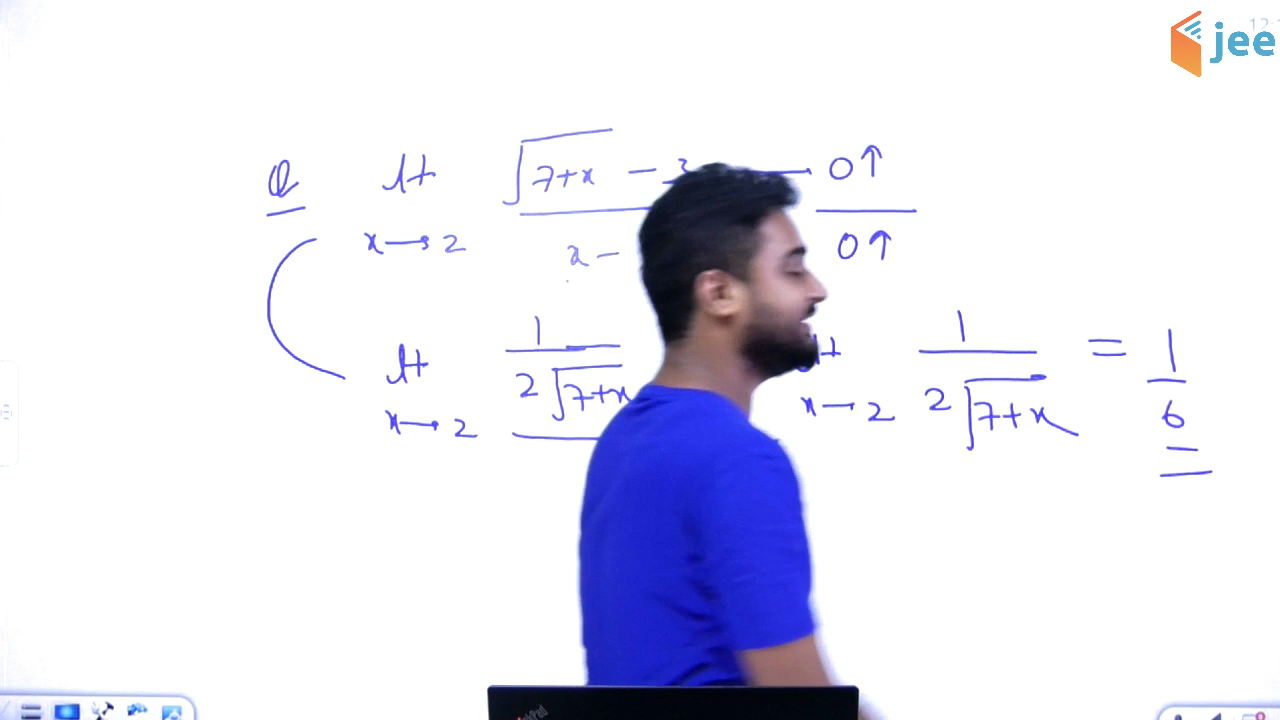 jee
Q lt √7+x − 3 → 0↑
x→2 x − 0↑
lt 1 lt 1 = 1
x→2 2√7+x x→2 2√7+x 6